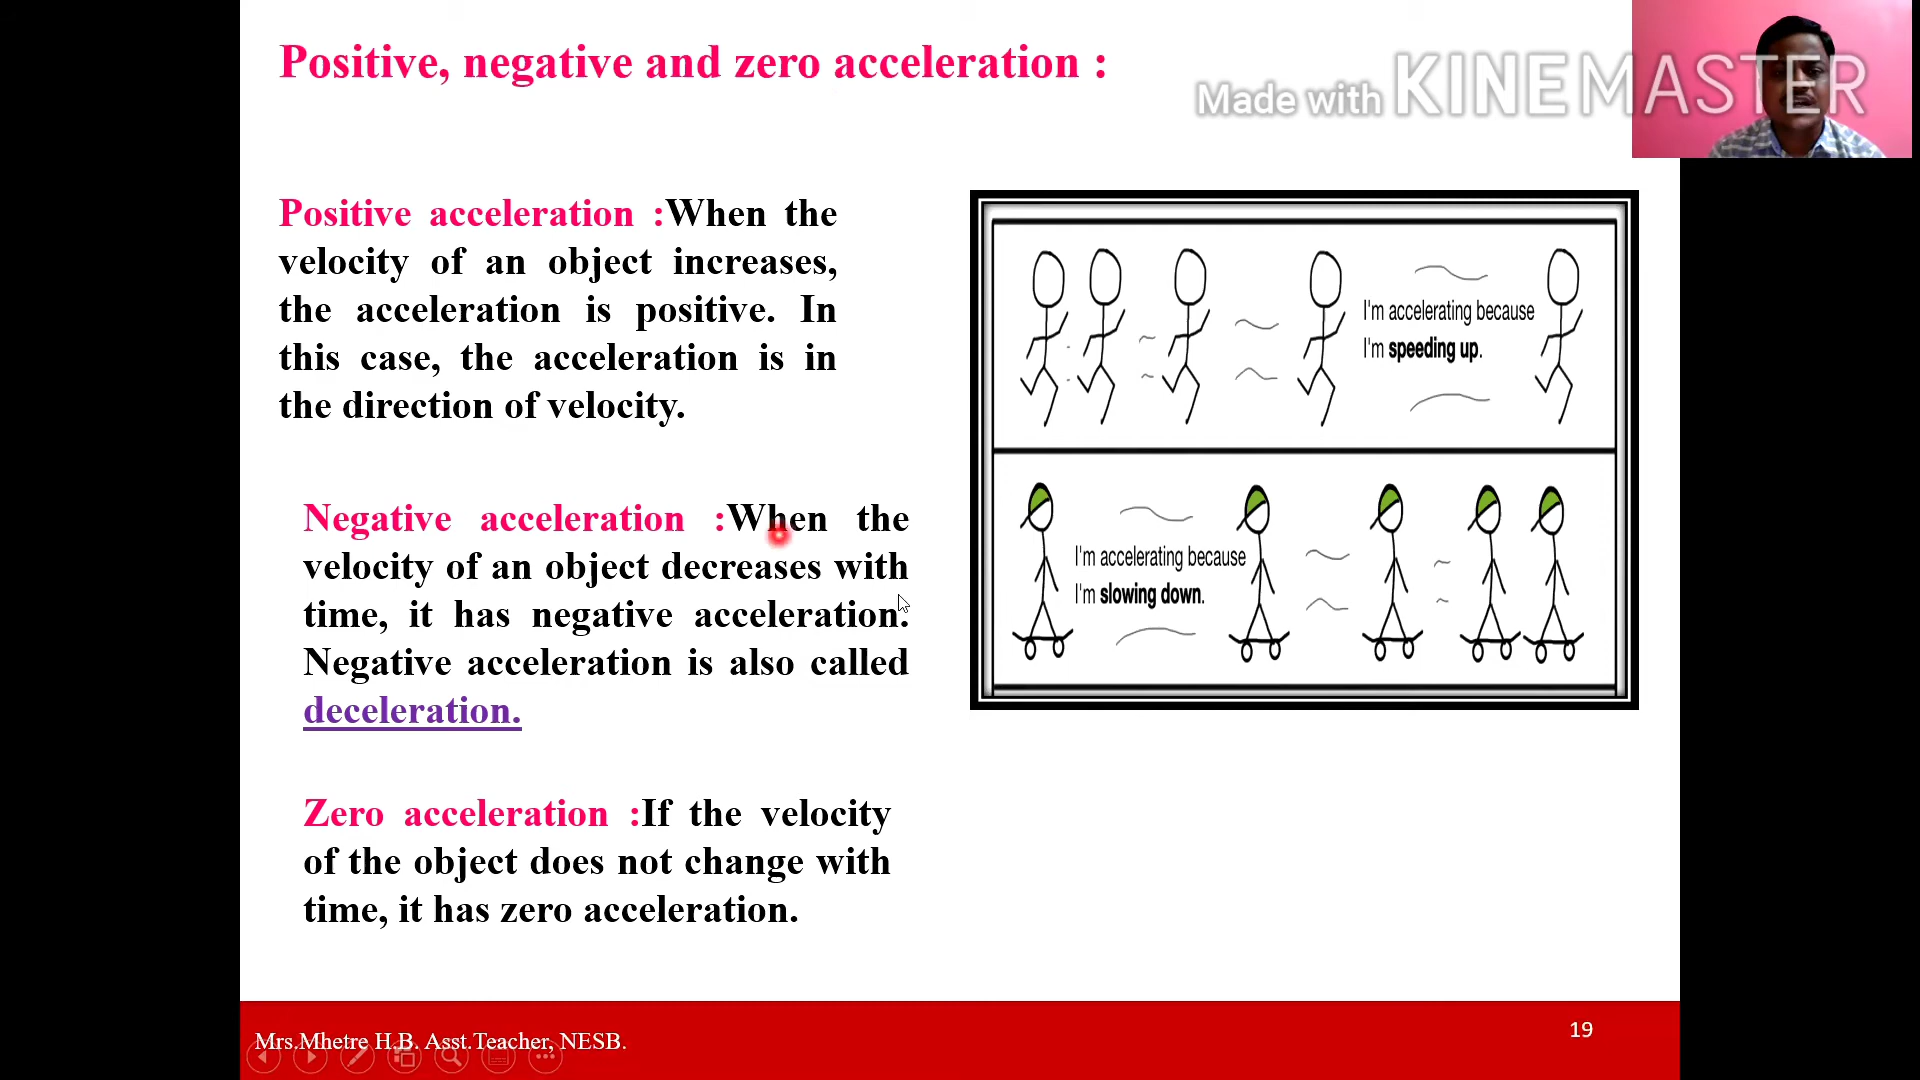 Positive, negative and zero acceleration :
Made with KINEMASTER
Positive acceleration :When the
velocity of an object increases,
the acceleration is positive. In
this case, the acceleration is in
the direction of velocity.
I'm accelerating because
I'm speeding up.
Negative acceleration :When the
velocity of an object decreases with
time, it has negative acceleration.
Negative acceleration is also called
deceleration.
I'm accelerating because
I'm slowing down.
Zero acceleration :If the velocity
of the object does not change with
time, it has zero acceleration.
Mrs.Mhetre H.B. Asst.Teacher, NESB.
19